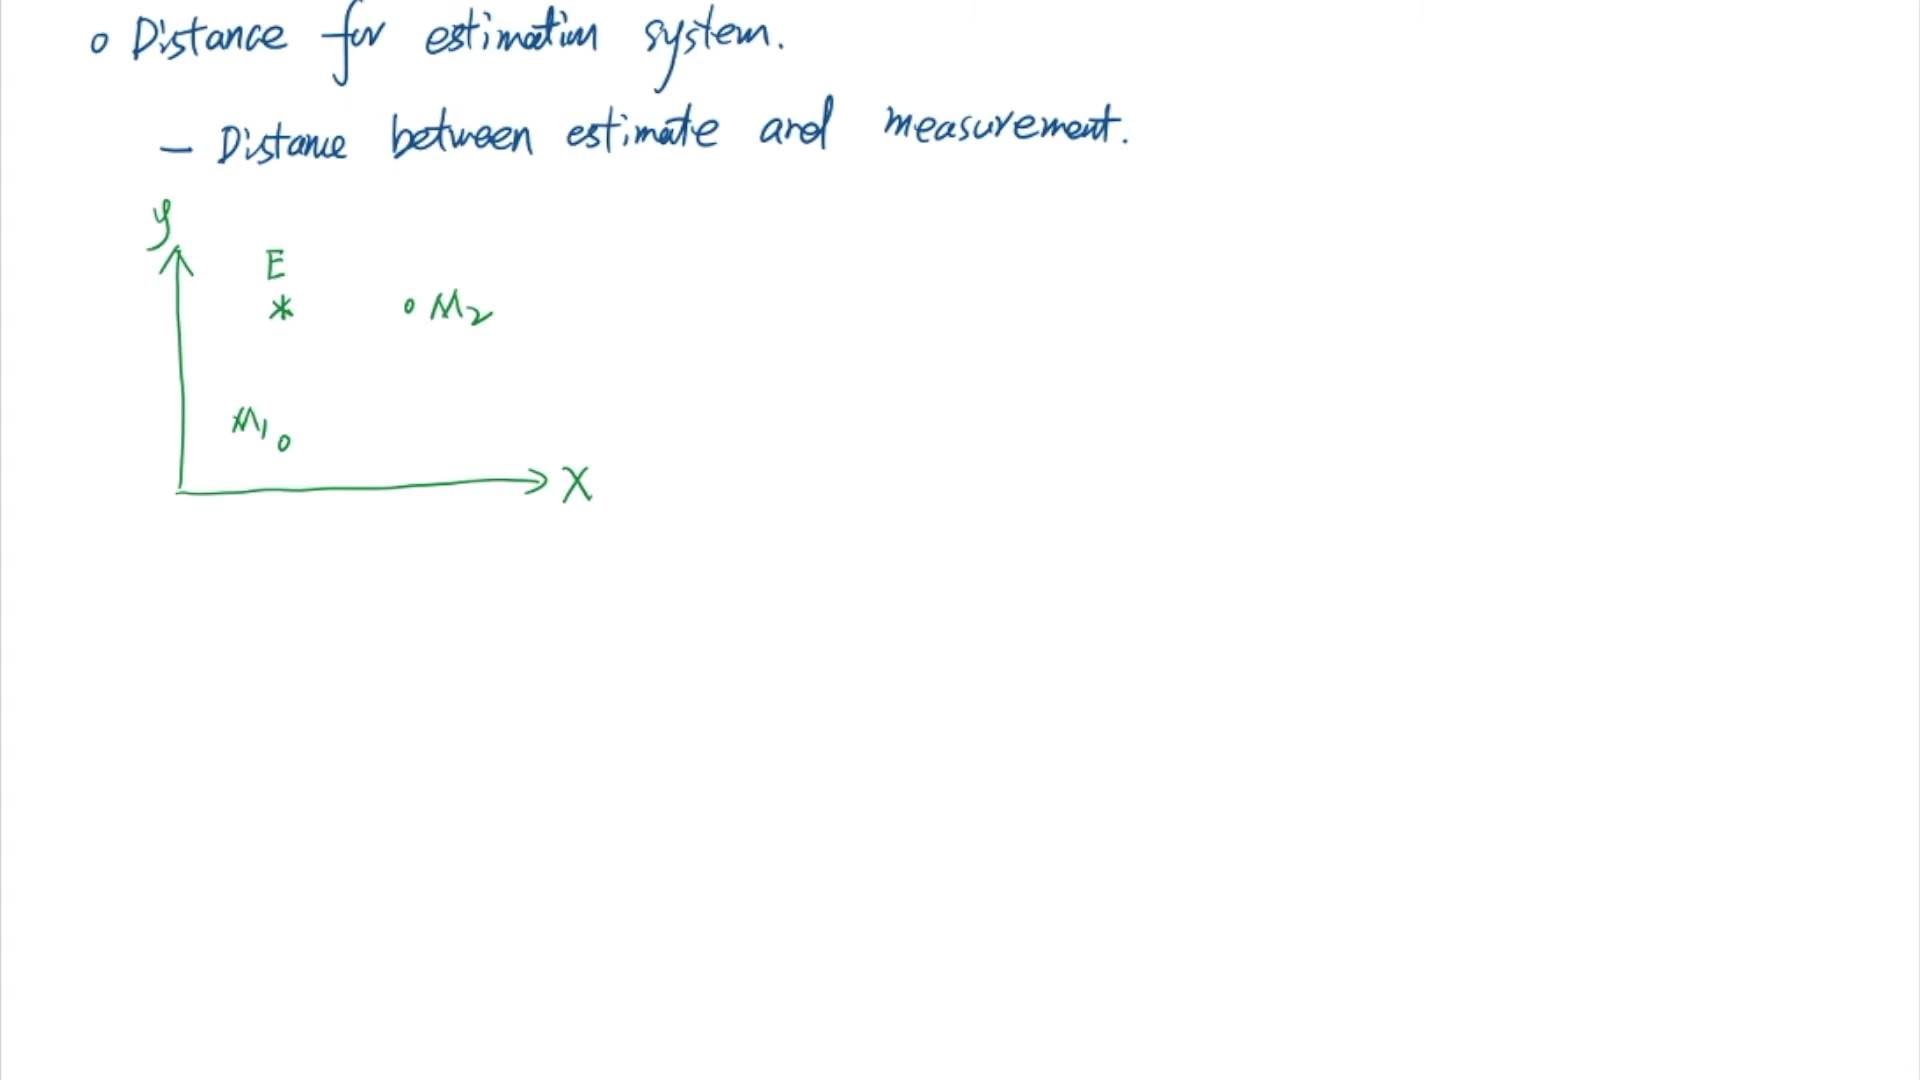 o Distance for estimation system.
- Distance between estimate and measurement.
y
E
* o M2
M1 o
X